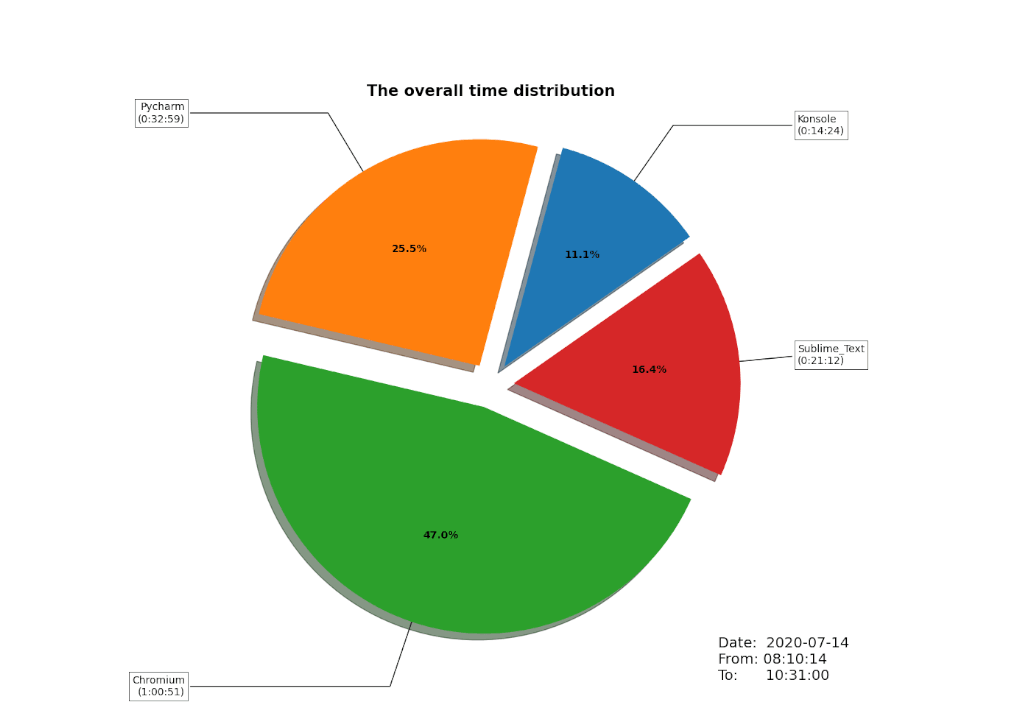 The overall time distribution
Pycharm
(0:32:59)
Konsole
(0:14:24)
25.5%
11.1%
Sublime_Text
(0:21:12)
16.4%
47.0%
Chromium
(1:00:51)
Date:  2020-07-14
From: 08:10:14
To:      10:31:00